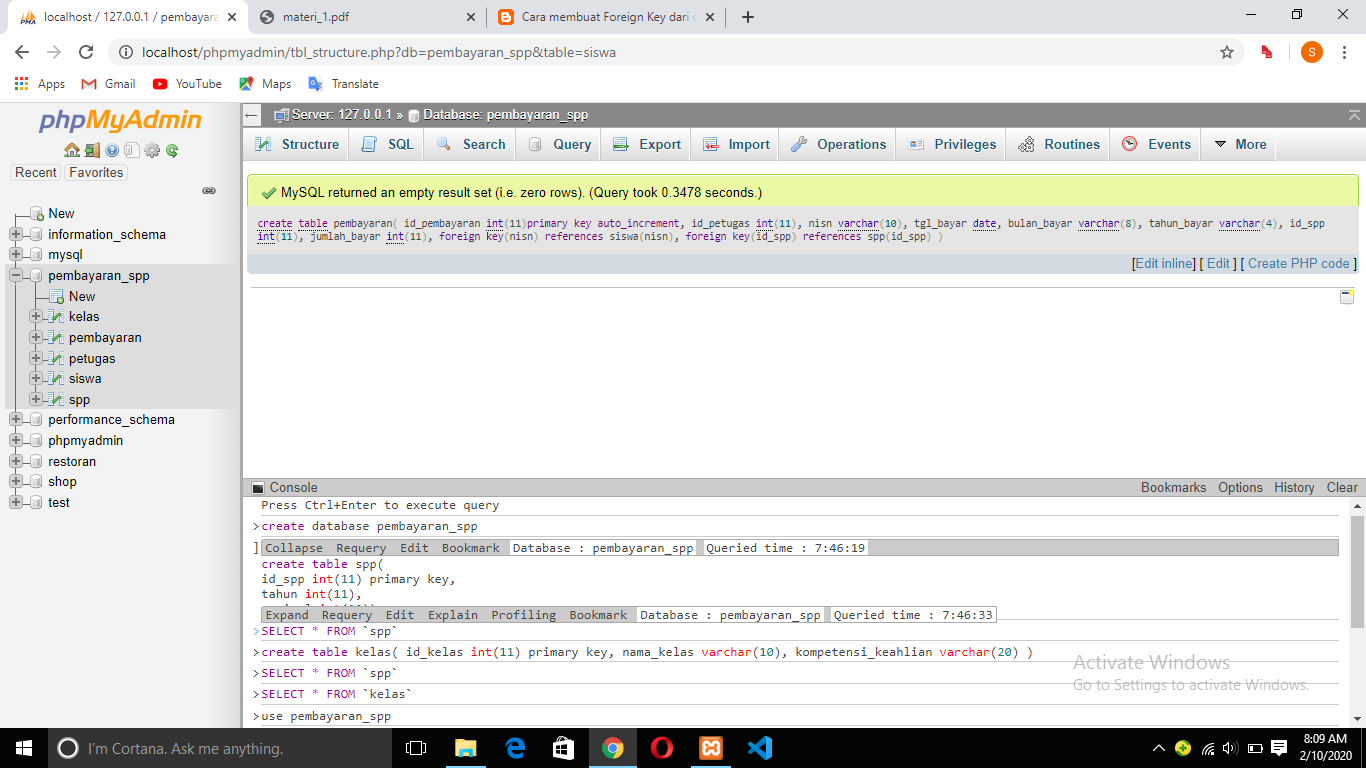 localhost / 127.0.0.1 / pembayara
materi_1.pdf
Cara membuat Foreign Key dari
localhost/phpmyadmin/tbl_structure.php?db=pembayaran_spp&table=siswa
S
Apps Gmail YouTube Maps Translate
phpMyAdmin
Recent Favorites
New
information_schema
mysql
pembayaran_spp
New
kelas
pembayaran
petugas
siswa
spp
performance_schema
phpmyadmin
restoran
shop
test
Server: 127.0.0.1 » Database: pembayaran_spp
Structure SQL Search Query Export Import Operations Privileges Routines Events More
MySQL returned an empty result set (i.e. zero rows). (Query took 0.3478 seconds.)
create table pembayaran( id_pembayaran int(11)primary key auto_increment, id_petugas int(11), nisn varchar(10), tgl_bayar date, bulan_bayar varchar(8), tahun_bayar varchar(4), id_spp
int(11), jumlah_bayar int(11), foreign key(nisn) references siswa(nisn), foreign key(id_spp) references spp(id_spp) )
[Edit inline] [ Edit ] [ Create PHP code ]
Console Bookmarks Options History Clear
Press Ctrl+Enter to execute query
>create database pembayaran_spp
Collapse Requery Edit Bookmark Database : pembayaran_spp Queried time : 7:46:19
create table spp(
id_spp int(11) primary key,
tahun int(11),
Expand Requery Edit Explain Profiling Bookmark Database : pembayaran_spp Queried time : 7:46:33
>SELECT * FROM `spp`
>create table kelas( id_kelas int(11) primary key, nama_kelas varchar(10), kompetensi_keahlian varchar(20) )
>SELECT * FROM `spp`
>SELECT * FROM `kelas`
>use pembayaran_spp
Activate Windows
Go to Settings to activate Windows.
I'm Cortana. Ask me anything.
8:09 AM
2/10/2020